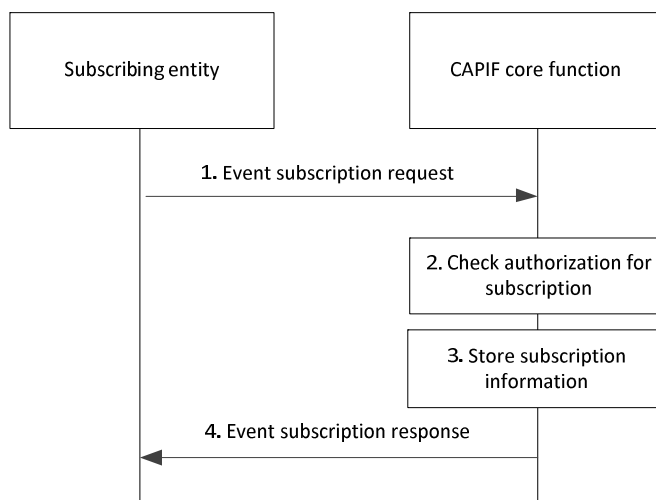 Subscribing entity
CAPIF core function
1. Event subscription request
2. Check authorization for
subscription
3. Store subscription
information
4. Event subscription response